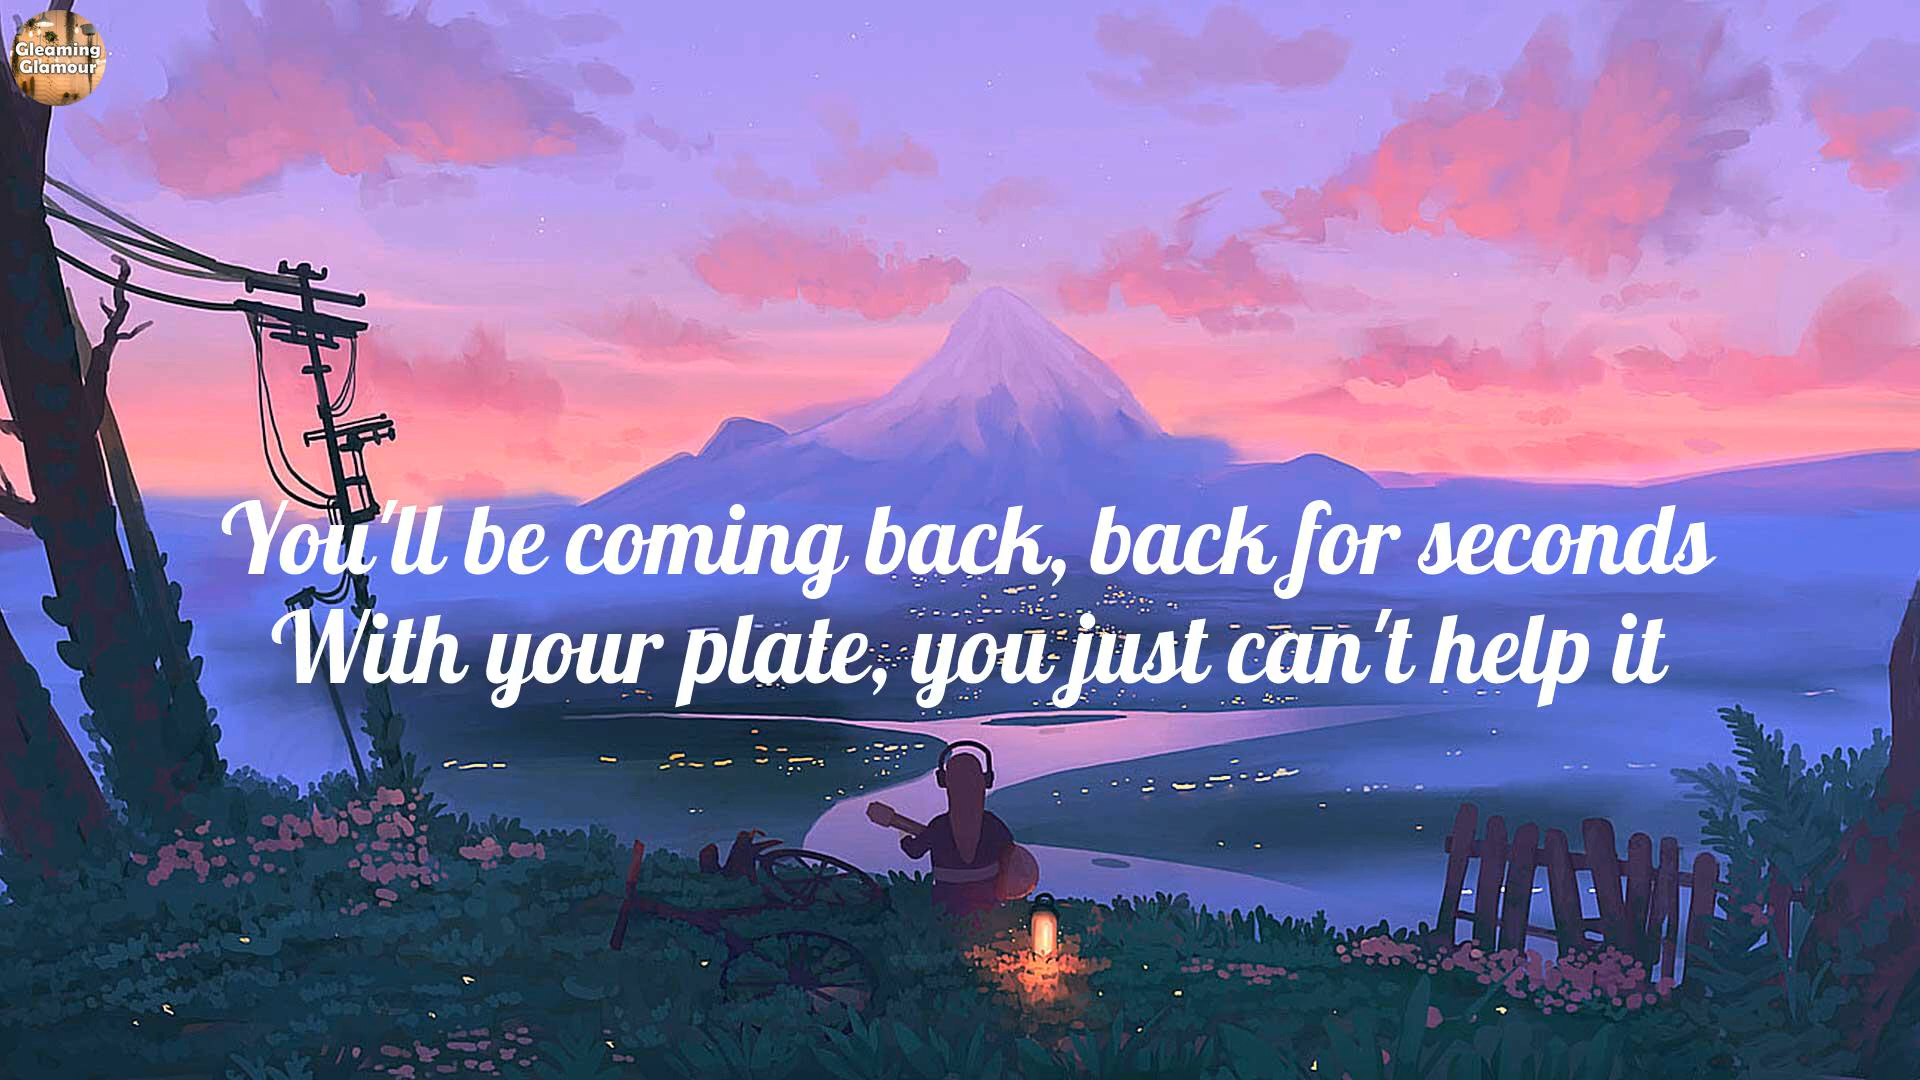 Gleaming
Glamour
You'll be coming back, back for seconds
With your plate, you just can't help it